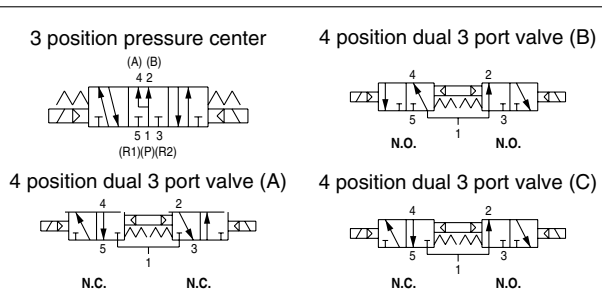 3 position pressure center
(A) (B)
4 2
5 1 3
(R1)(P)(R2)
4 position dual 3 port valve (B)
4 2
5 3
1
N.O. N.O.
4 position dual 3 port valve (A)
4 2
5 3
1
N.C. N.C.
4 position dual 3 port valve (C)
4 2
5 3
1
N.C. N.O.